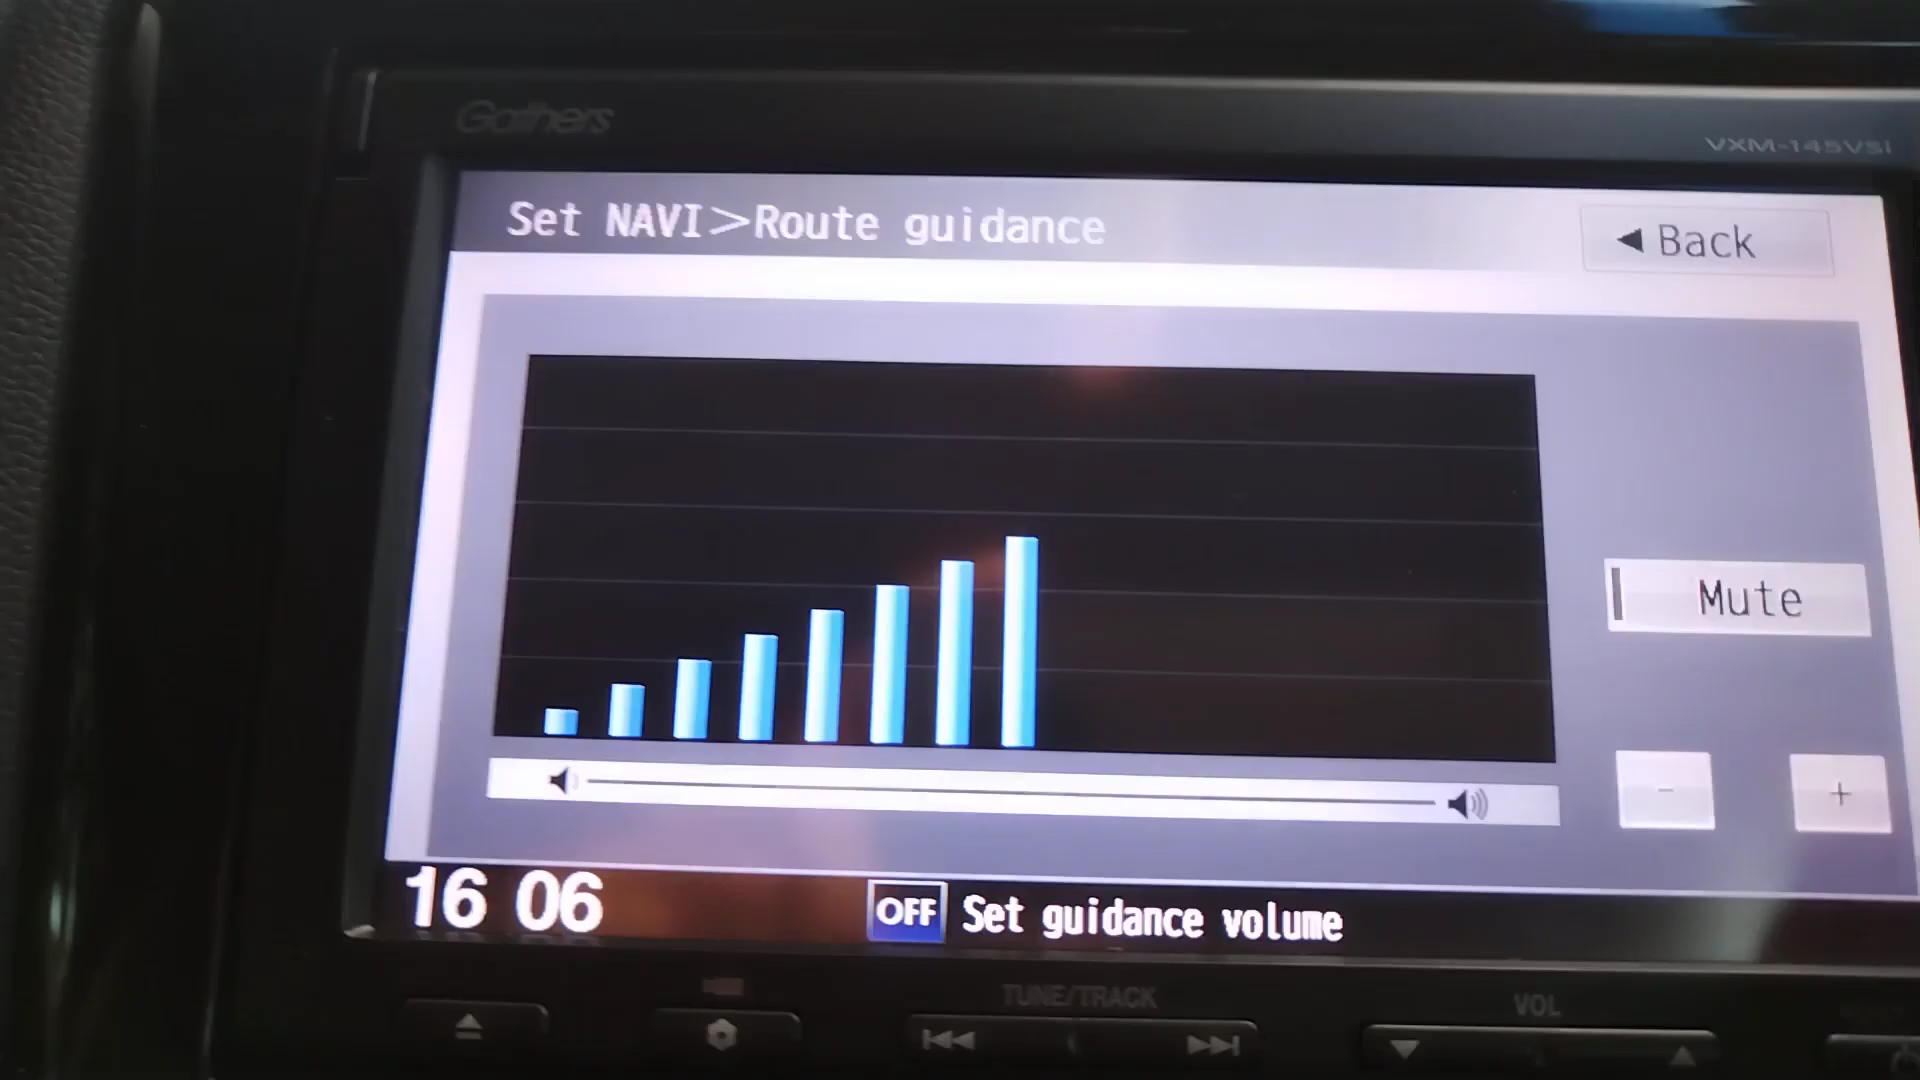 Gathers
VXM-145VSi
Set NAVI>Route guidance
◀Back
Mute
-
+
16 06
OFF Set guidance volume
TUNE/TRACK
VOL